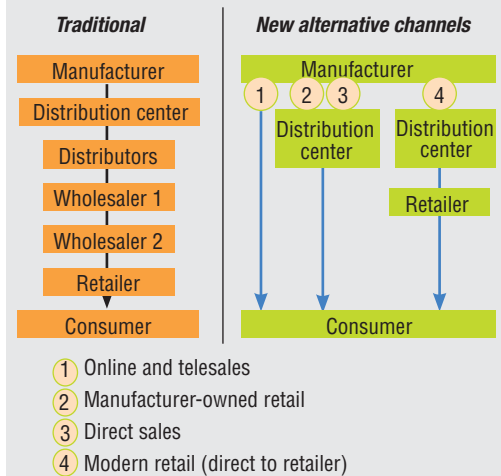 Traditional
Manufacturer
Distribution center
Distributors
Wholesaler 1
Wholesaler 2
Retailer
Consumer
New alternative channels
Manufacturer
1
2
3
4
Distribution
center
Distribution
center
Retailer
Consumer
1 Online and telesales
2 Manufacturer-owned retail
3 Direct sales
4 Modern retail (direct to retailer)